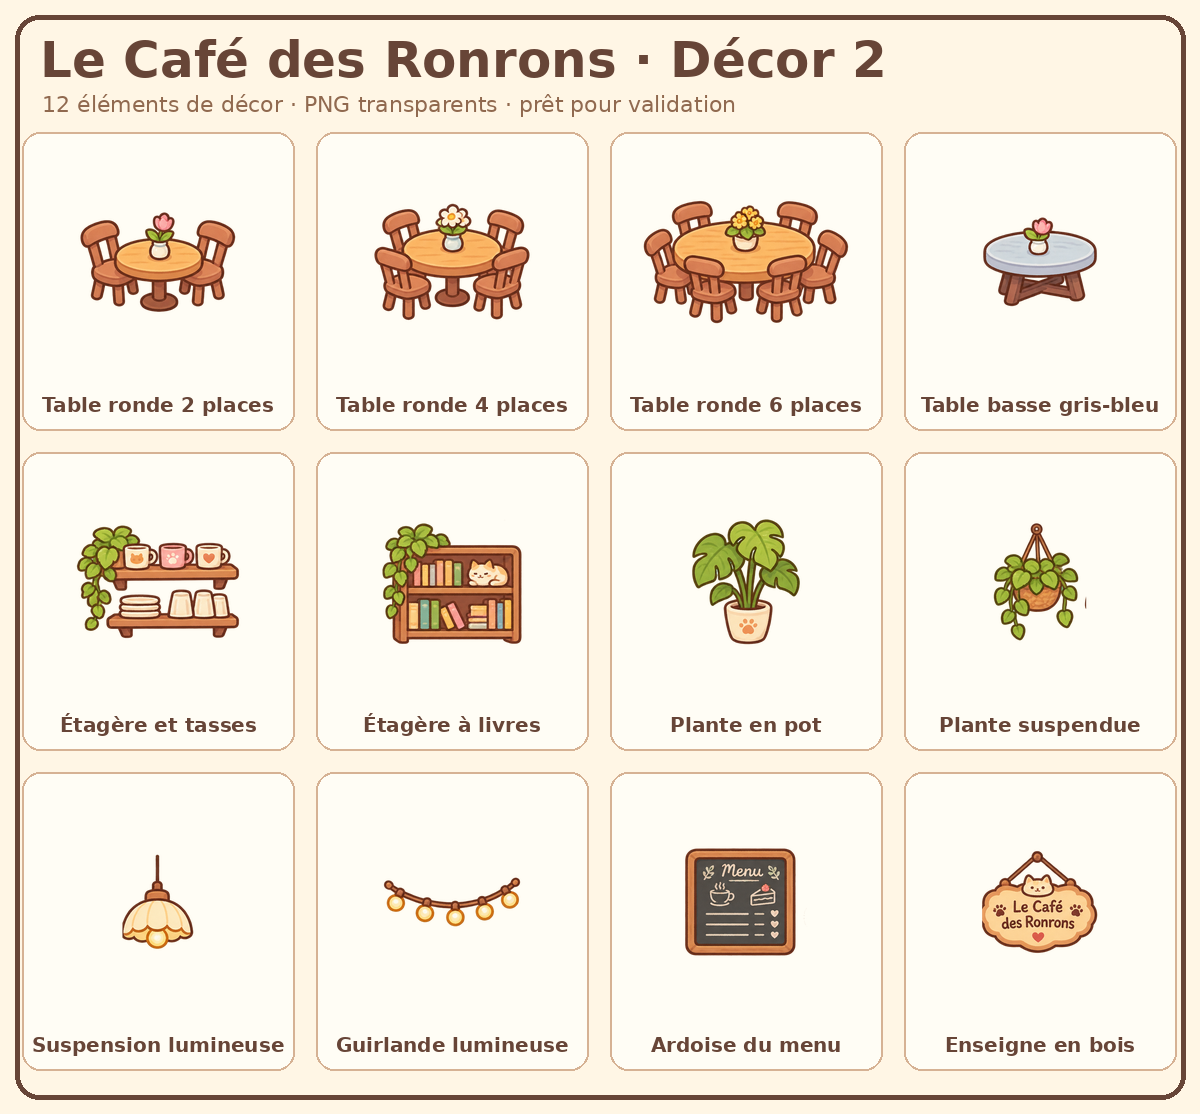 Le Café des Ronrons · Décor 2
12 éléments de décor · PNG transparents · prêt pour validation
Table ronde 2 places
Table ronde 4 places
Table ronde 6 places
Table basse gris-bleu
Étagère et tasses
Étagère à livres
Plante en pot
Plante suspendue
Menu
Le Café
des Ronrons
Suspension lumineuse
Guirlande lumineuse
Ardoise du menu
Enseigne en bois